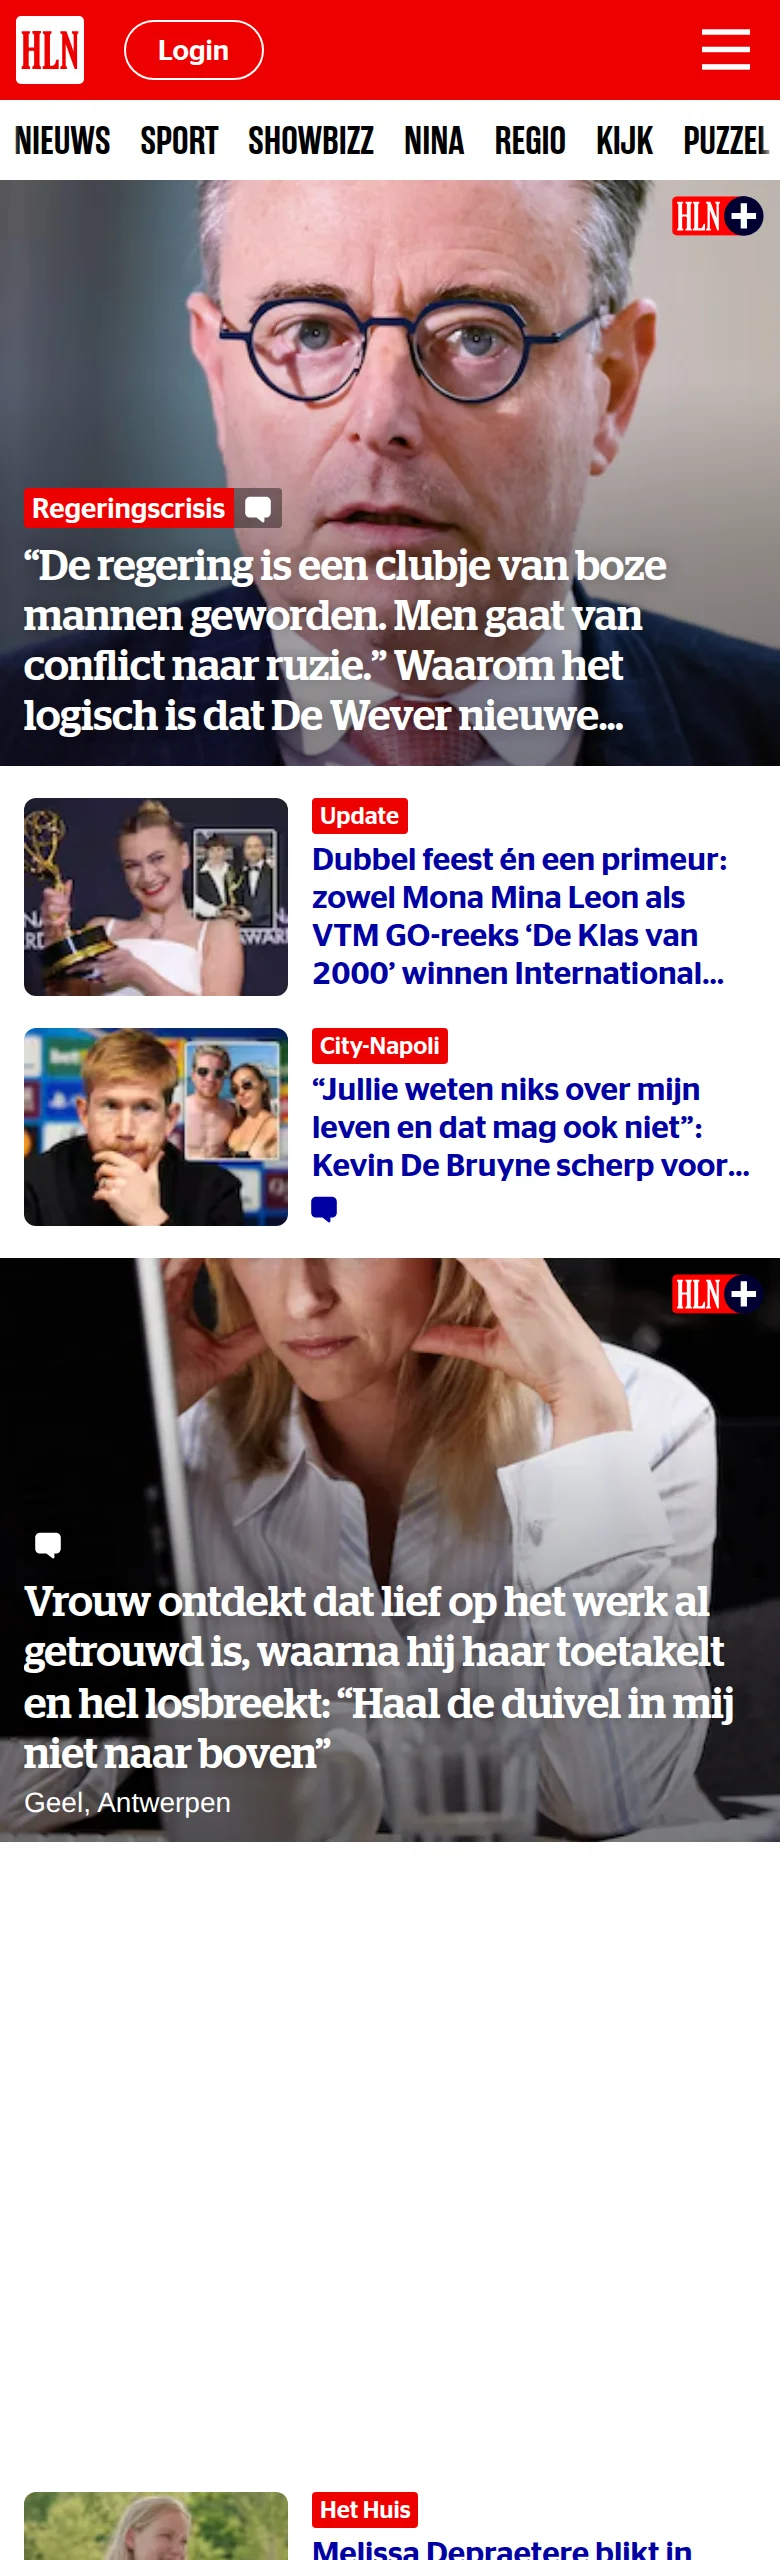 HLN
Login
NIEUWS SPORT SHOWBIZZ NINA REGIO KIJK PUZZEL
HLN+
Regeringscrisis
“De regering is een clubje van boze
mannen geworden. Men gaat van
conflict naar ruzie.” Waarom het
logisch is dat De Wever nieuwe...
Update
Dubbel feest én een primeur:
zowel Mona Mina Leon als
VTM GO-reeks ‘De Klas van
2000’ winnen International...
City-Napoli
“Jullie weten niks over mijn
leven en dat mag ook niet”:
Kevin De Bruyne scherp voor...
HLN+
Vrouw ontdekt dat lief op het werk al
getrouwd is, waarna hij haar toetakelt
en hel losbreekt: “Haal de duivel in mij
niet naar boven”
Geel, Antwerpen
Het Huis
Melissa Depraetere blikt in